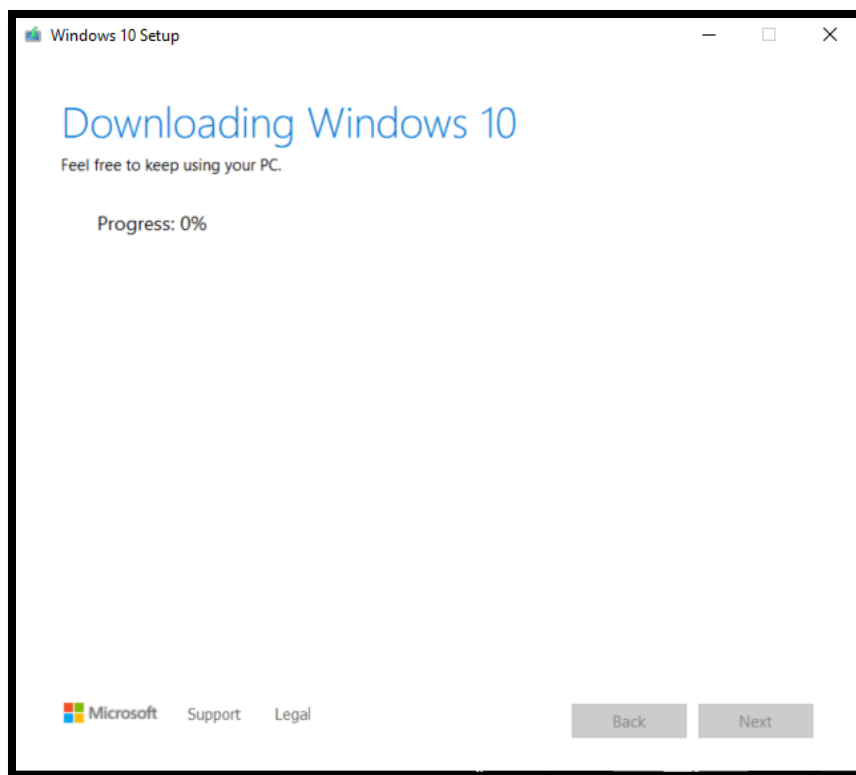 Windows 10 Setup
Downloading Windows 10
Feel free to keep using your PC.
Progress: 0%
Microsoft Support Legal Back Next